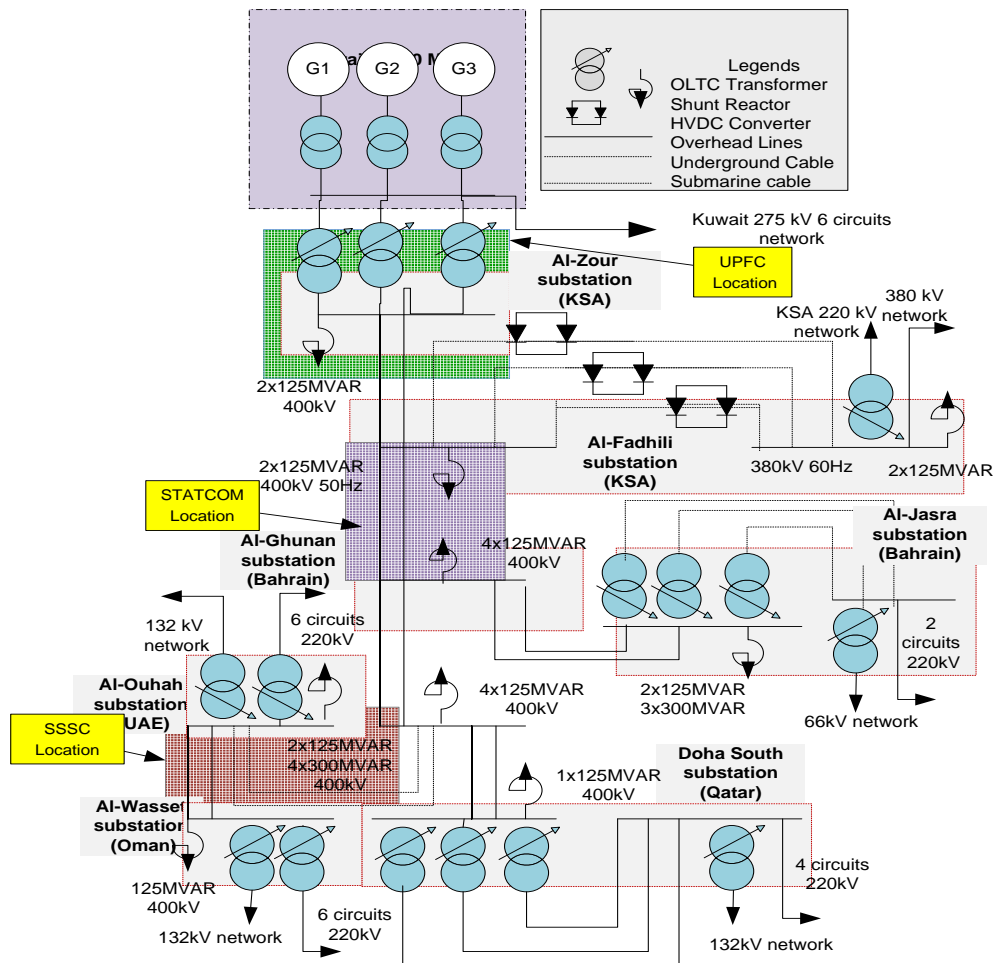 G1
G2
G3
Legends
OLTC Transformer
Shunt Reactor
HVDC Converter
Overhead Lines
Underground Cable
Submarine cable
Kuwait 275 kV 6 circuits
network
UPFC
Location
Al-Zour
substation
(KSA)
KSA 220 kV
network
380 kV
network
2x125MVAR
400kV
Al-Fadhili
substation
(KSA)
380kV 60Hz
2x125MVAR
2x125MVAR
400kV 50Hz
STATCOM
Location
Al-Ghunan
substation
(Bahrain)
4x125MVAR
400kV
Al-Jasra
substation
(Bahrain)
132 kV
network
6 circuits
220kV
2
circuits
220kV
Al-Ouhah
substation
UAE)
4x125MVAR
400kV
2x125MVAR
3x300MVAR
66kV network
SSSC
Location
2x125MVAR
4x300MVAR
400kV
1x125MVAR
400kV
Doha South
substation
(Qatar)
Al-Wasset
substation
(Oman)
125MVAR
400kV
132kV network
6 circuits
220kV
4 circuits
220kV
132kV network